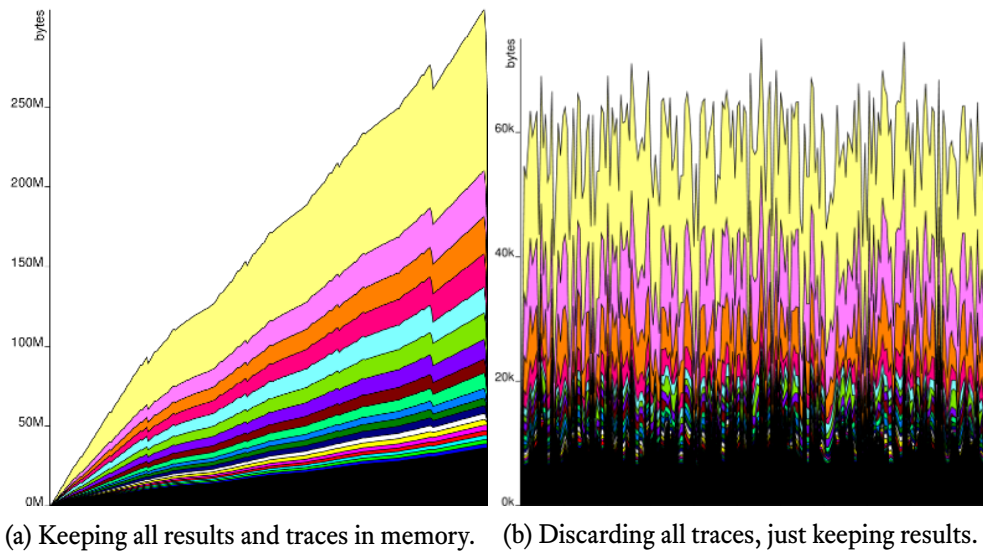 bytes
250M
200M
150M
100M
50M
0M
bytes
60k
40k
20k
0k
(a) Keeping all results and traces in memory.
(b) Discarding all traces, just keeping results.